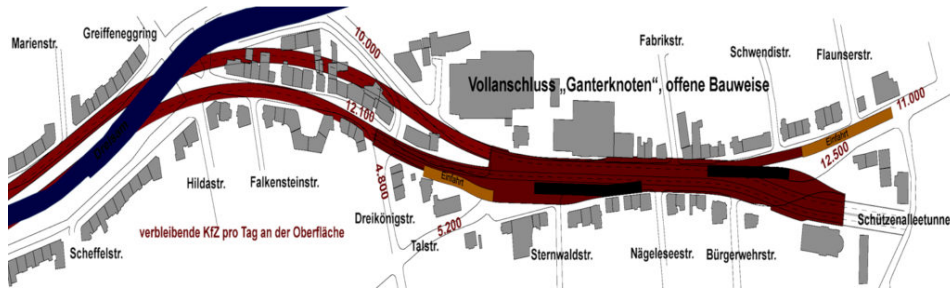 Marienstr.
Greiffeneggring
10.000
Fabrikstr.
Schwendistr.
Flaunserstr.
Vollanschluss „Ganterknoten“, offene Bauweise
11.000
12.100
Einfahrt
12.500
4.800
Einfahrt
Hildastr.
Falkensteinstr.
Dreikönigstr.
Schützenalleetunne
verbleibende KfZ pro Tag an der Oberfläche
5.200
Talstr.
Scheffelstr.
Sternwaldstr.
Nägeleseestr.
Bürgerwehrstr.